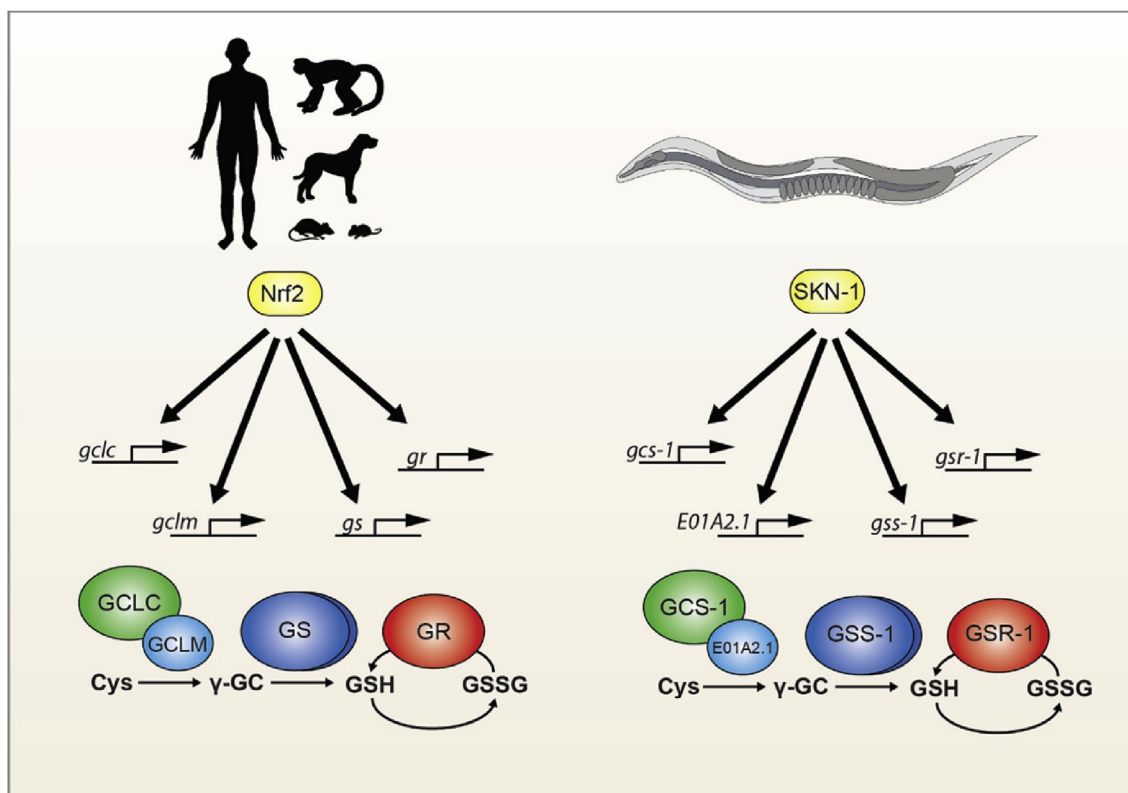 Nrf2
gclc
gr
gclm
gs
GCLC
GCLM
GS
GR
Cys
γ-GC
GSH
GSSG
SKN-1
gcs-1
gsr-1
E01A2.1
gss-1
GCS-1
E01A2.1
GSS-1
GSR-1
Cys
γ-GC
GSH
GSSG